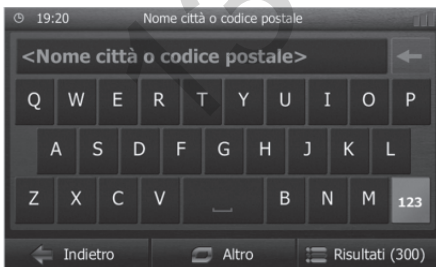 19:20 Nome città o codice postale
<Nome città o codice postale>
Q W E R T Y U I O P
A S D F G H J K L
Z X C V B N M 123
Indietro Altro Risultati (300)